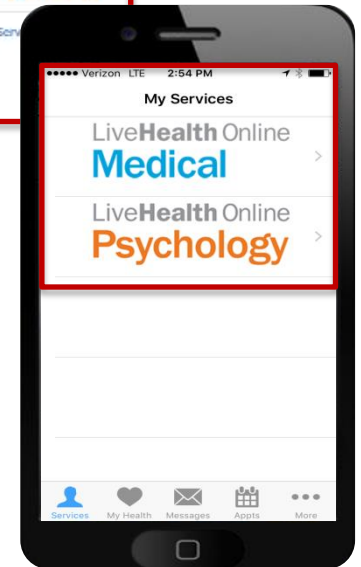 Serv
Verizon LTE 2:54 PM
My Services
LiveHealth Online
Medical
LiveHealth Online
Psychology
Services My Health Messages Appts More